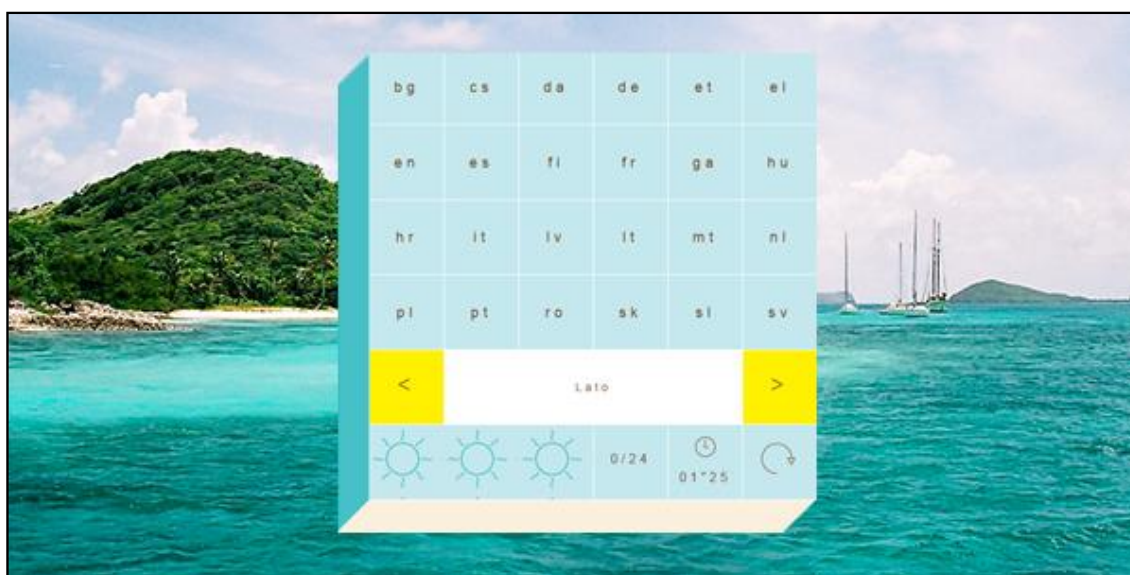 bg cs da de et el
en es fi fr ga hu
hr it lv lt mt nl
pl pt ro sk sl sv
< Lato >
0/24 01"25